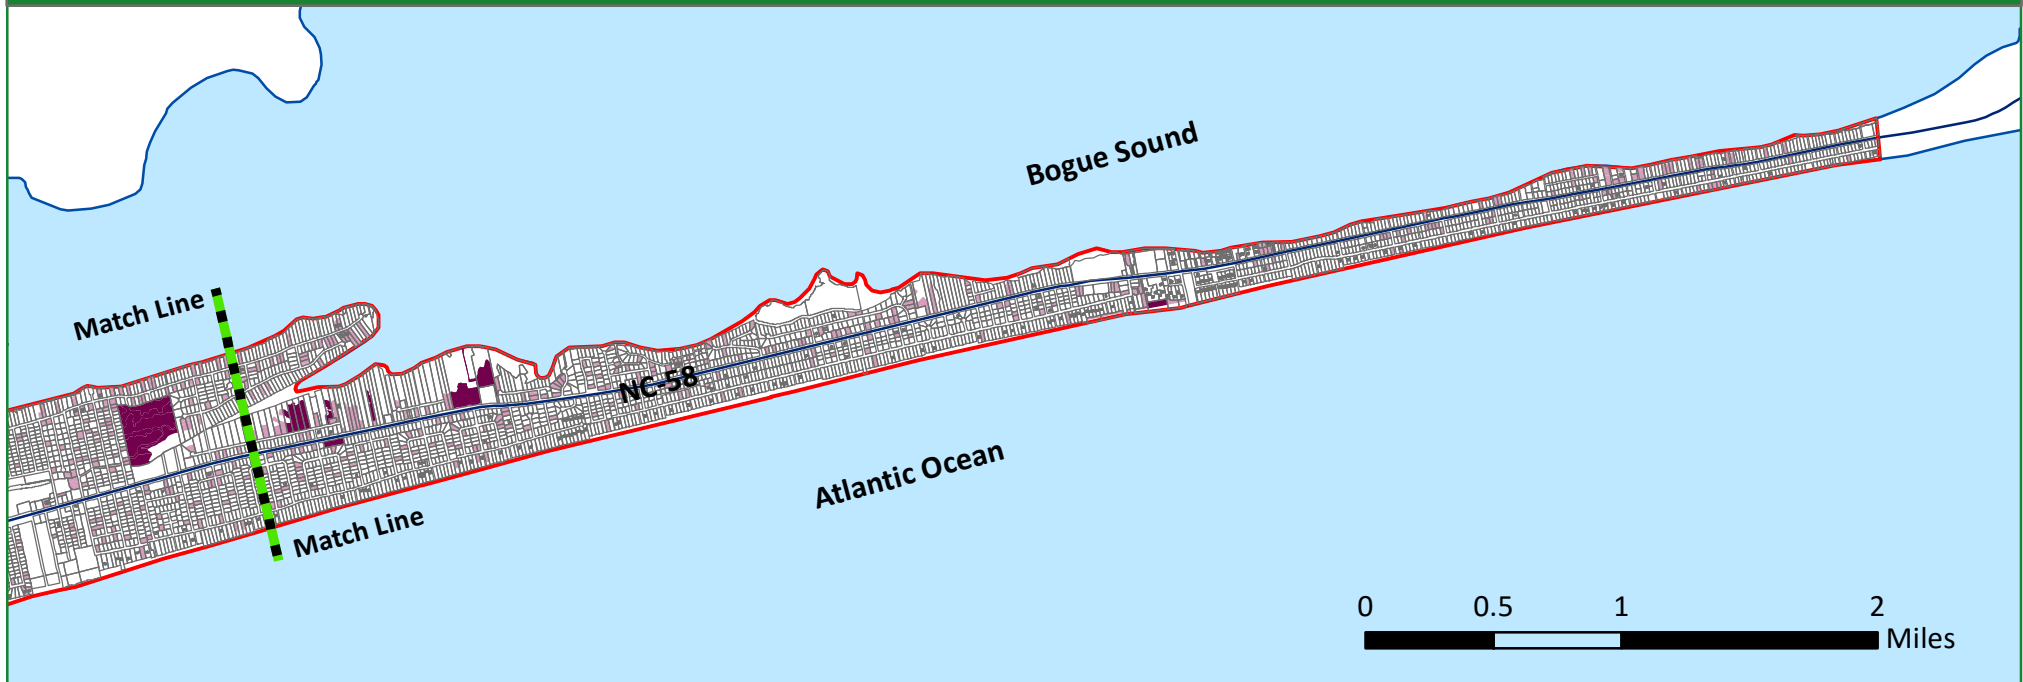 Bogue Sound
Match Line
NC-58
Atlantic Ocean
Match Line
0 0.5 1 2
Miles